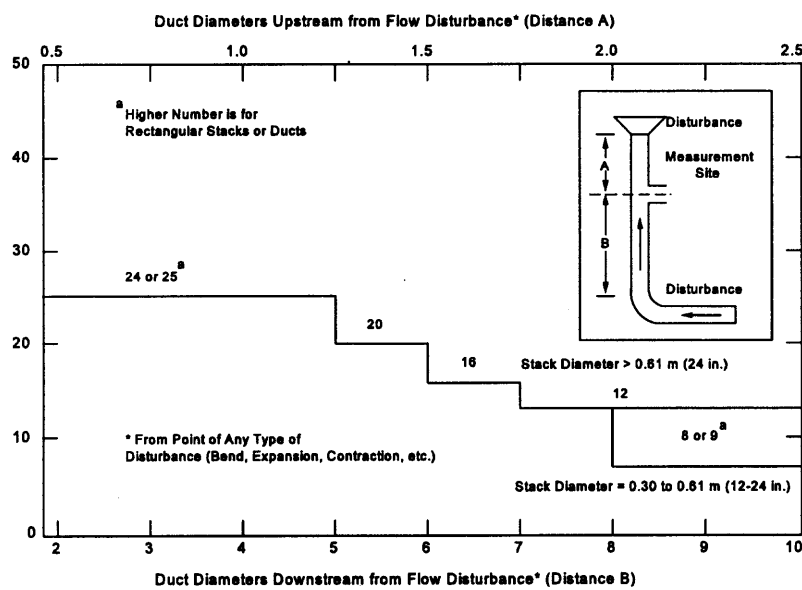 Duct Diameters Upstream from Flow Disturbance* (Distance A)
0.5 1.0 1.5 2.0 2.5
50
a Higher Number is for
Rectangular Stacks or Ducts
Disturbance
40
A
Measurement
Site
B
30
24 or 25 a
Disturbance
20
20
16
Stack Diameter > 0.61 m (24 in.)
12
10
* From Point of Any Type of
Disturbance (Bend, Expansion, Contraction, etc.)
8 or 9 a
Stack Diameter = 0.30 to 0.61 m (12-24 in.)
0
2 3 4 5 6 7 8 9 10
Duct Diameters Downstream from Flow Disturbance* (Distance B)